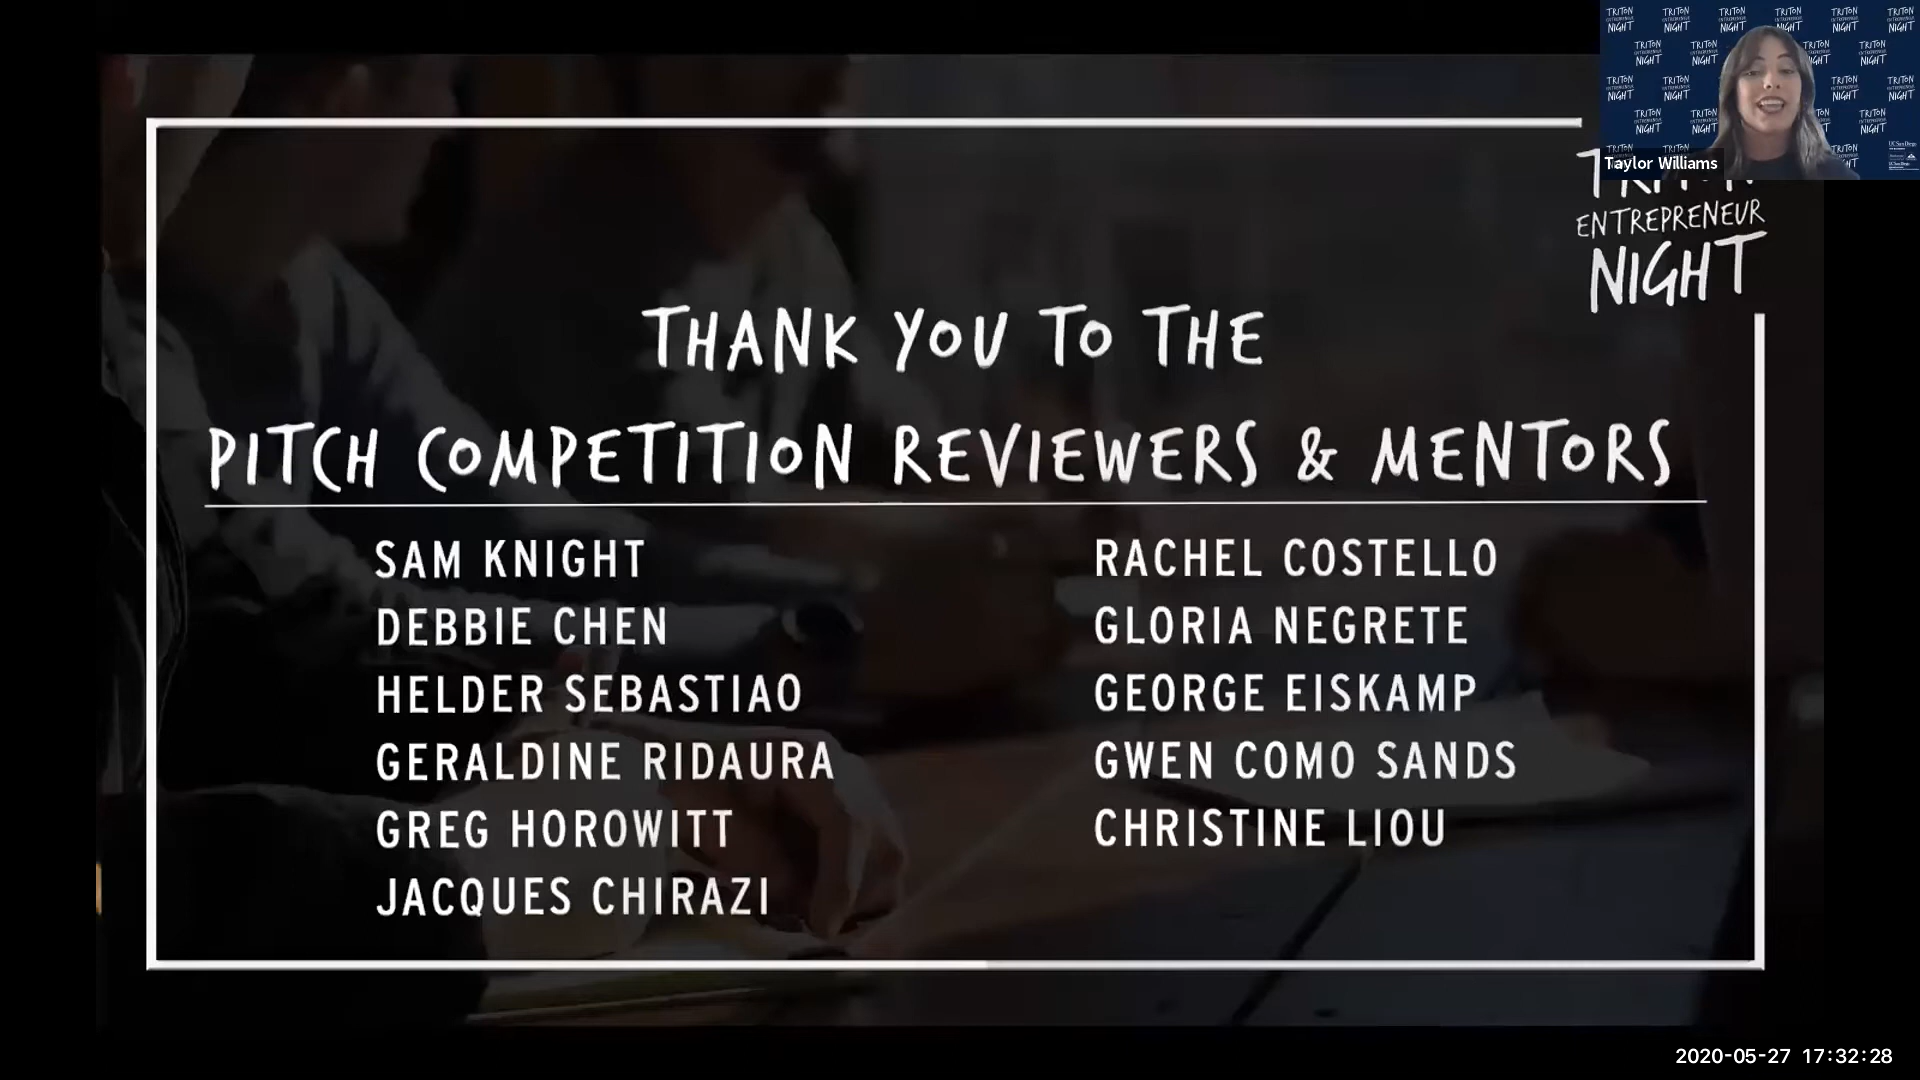 Taylor Williams
ENTREPRENEUR
NIGHT
THANK YOU TO THE
PITCH COMPETITION REVIEWERS & MENTORS
SAM KNIGHT
DEBBIE CHEN
HELDER SEBASTIAO
GERALDINE RIDAURA
GREG HOROWITT
JACQUES CHIRAZI
RACHEL COSTELLO
GLORIA NEGRETE
GEORGE EISKAMP
GWEN COMO SANDS
CHRISTINE LIOU
2020-05-27 17:32:28